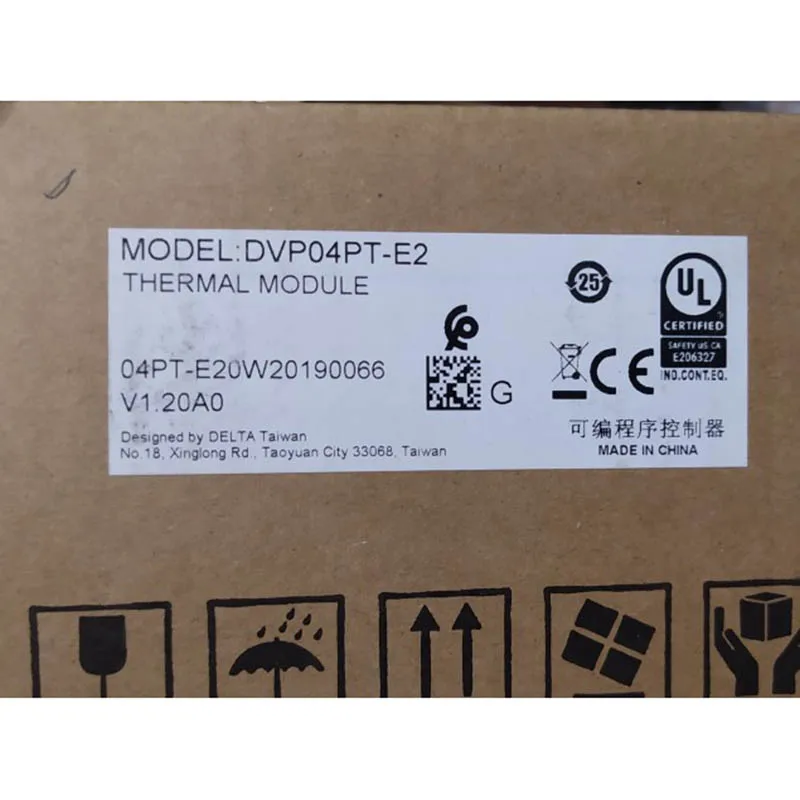 MODEL:DVP04PT-E2
THERMAL MODULE
04PT-E20W20190066
V1.20A0
G
Designed by DELTA Taiwan
No.18, Xinglong Rd., Taoyuan City 33068, Taiwan
25
UL
CERTIFIED
SAFETY US CA
E206327
CE
IND.CONT.EQ.
可编程序控制器
MADE IN CHINA